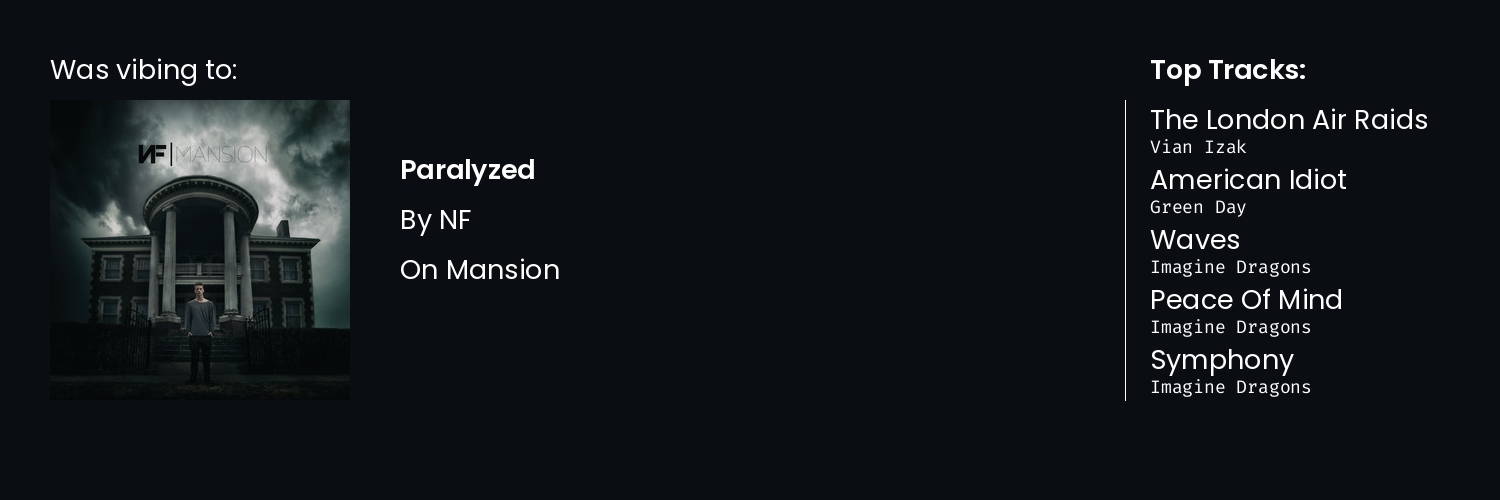 Was vibing to:
NF|MANSION
Paralyzed
By NF
On Mansion
Top Tracks:
The London Air Raids
Vian Izak
American Idiot
Green Day
Waves
Imagine Dragons
Peace Of Mind
Imagine Dragons
Symphony
Imagine Dragons